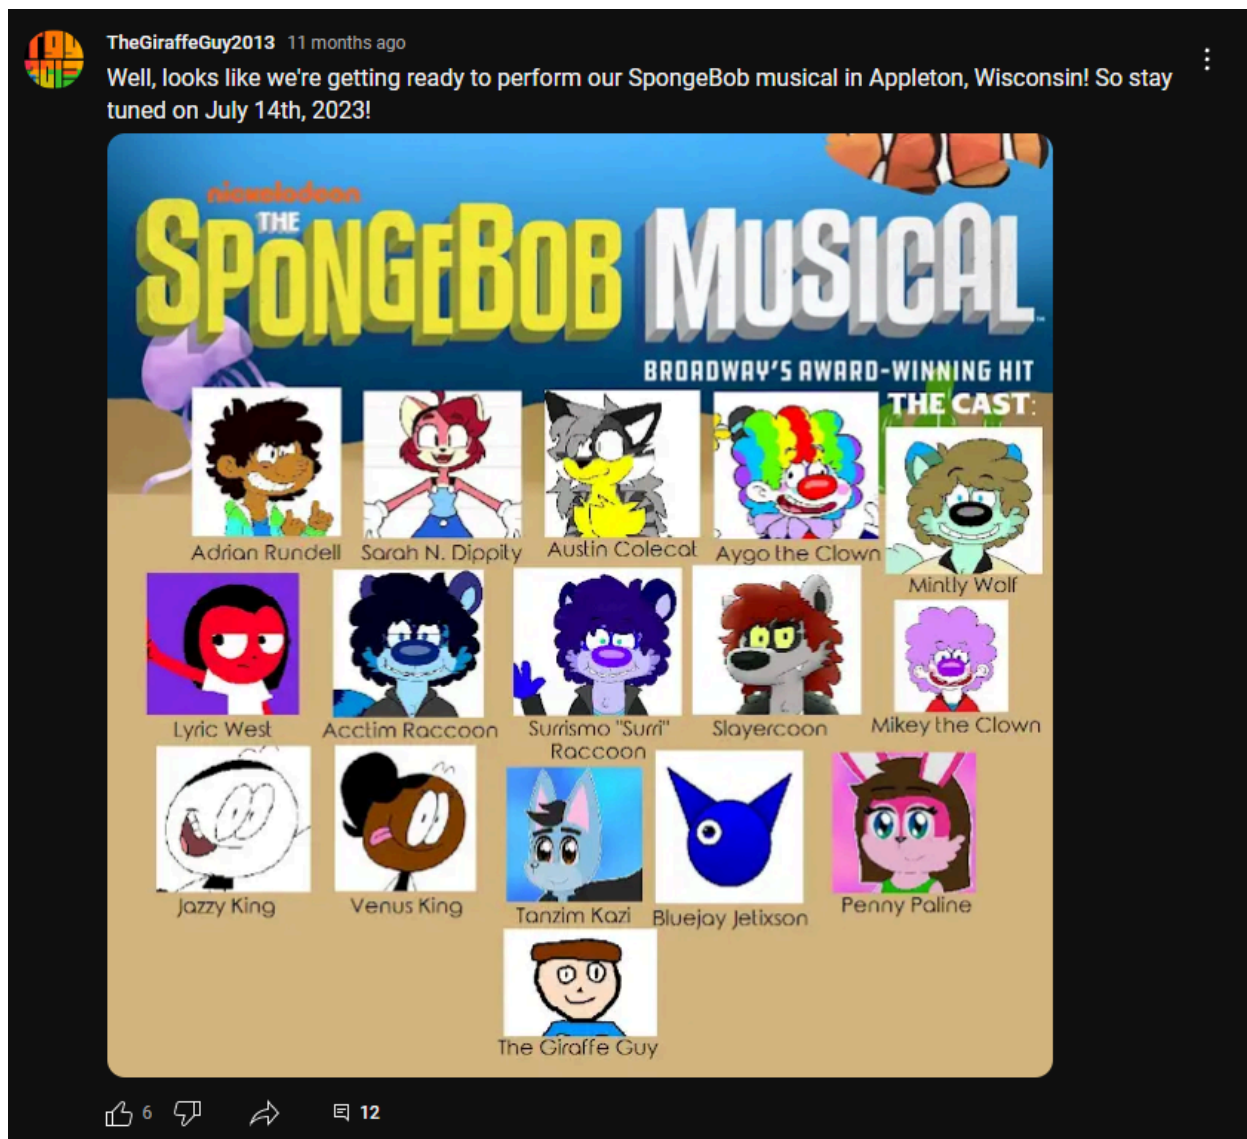 TheGiraffeGuy2013 11 months ago
Well, looks like we're getting ready to perform our SpongeBob musical in Appleton, Wisconsin! So stay
tuned on July 14th, 2023!
nickelodeon
THE
SPONGEBOB MUSICAL
BROADWAY'S AWARD-WINNING HIT
THE CAST:
Adrian Rundell Sarah N. Dippity Austin Colecat Aygo the Clown
Mintly Wolf
Lyric West Acctim Raccoon Surrismo "Surri" Slayercoon Mikey the Clown
Raccoon
Jazzy King Venus King Tanzim Kazi Bluejay Jetixson Penny Paline
The Giraffe Guy
6 12